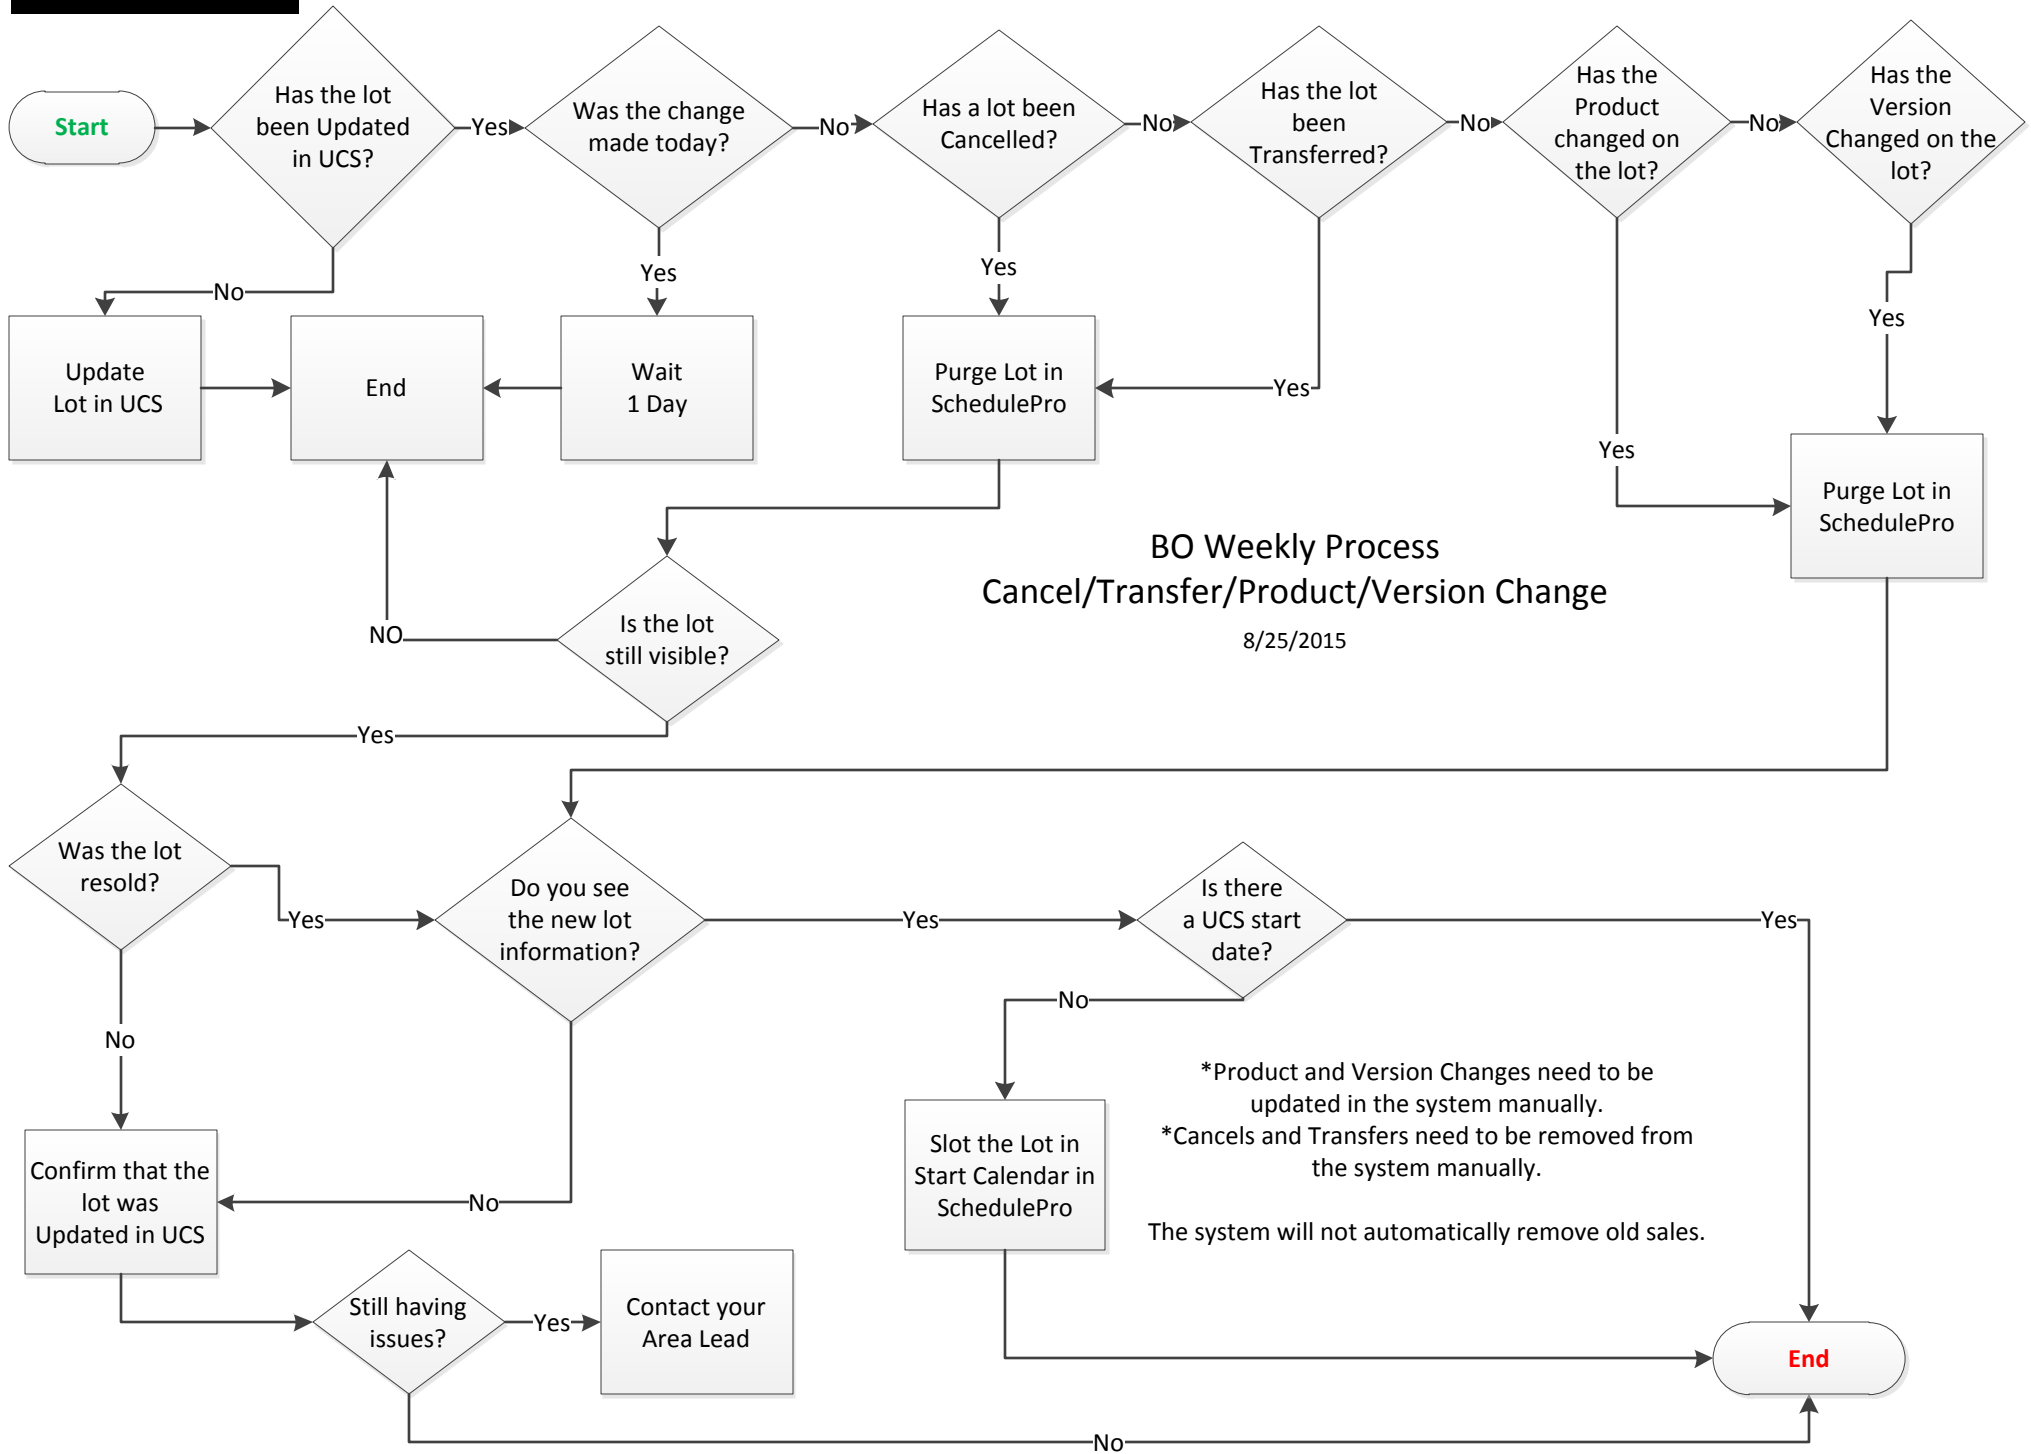 Start
Has the lot
been Updated
in UCS?
Yes
Was the change
made today?
No
Has a lot been
Cancelled?
No
Has the lot
been
Transferred?
No
Has the
Product
changed on
the lot?
No
Has the
Version
Changed on the
lot?
No
Yes
Yes
Yes
Yes
Yes
Update
Lot in UCS
End
Wait
1 Day
Purge Lot in
SchedulePro
Purge Lot in
SchedulePro
BO Weekly Process
Cancel/Transfer/Product/Version Change
8/25/2015
NO
Is the lot
still visible?
Yes
Was the lot
resold?
Yes
Do you see
the new lot
information?
Yes
Is there
a UCS start
date?
Yes
No
No
*Product and Version Changes need to be
updated in the system manually.
*Cancels and Transfers need to be removed from
the system manually.
The system will not automatically remove old sales.
Confirm that the
lot was
Updated in UCS
No
Slot the Lot in
Start Calendar in
SchedulePro
Still having
issues?
Yes
Contact your
Area Lead
End
No